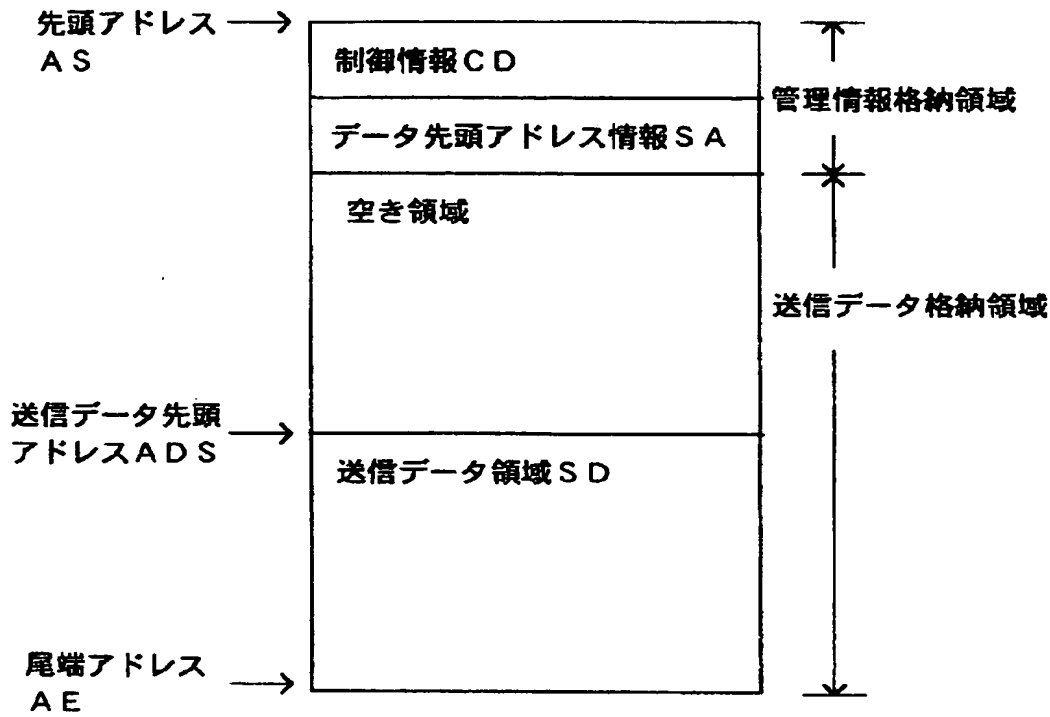 先頭アドレス
AS
制御情報CD
管理情報格納領域
データ先頭アドレス情報SA
空き領域
送信データ格納領域
送信データ先頭
アドレスADS
送信データ領域SD
尾端アドレス
AE